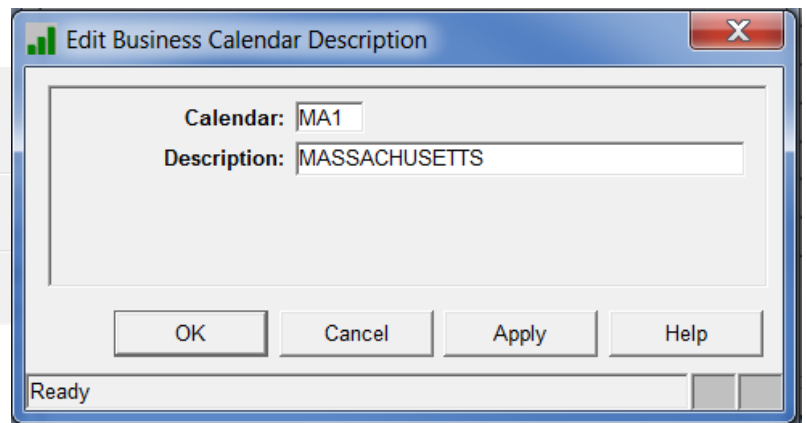 Edit Business Calendar Description
Calendar: MA1
Description: MASSACHUSETTS
OK Cancel Apply Help
Ready